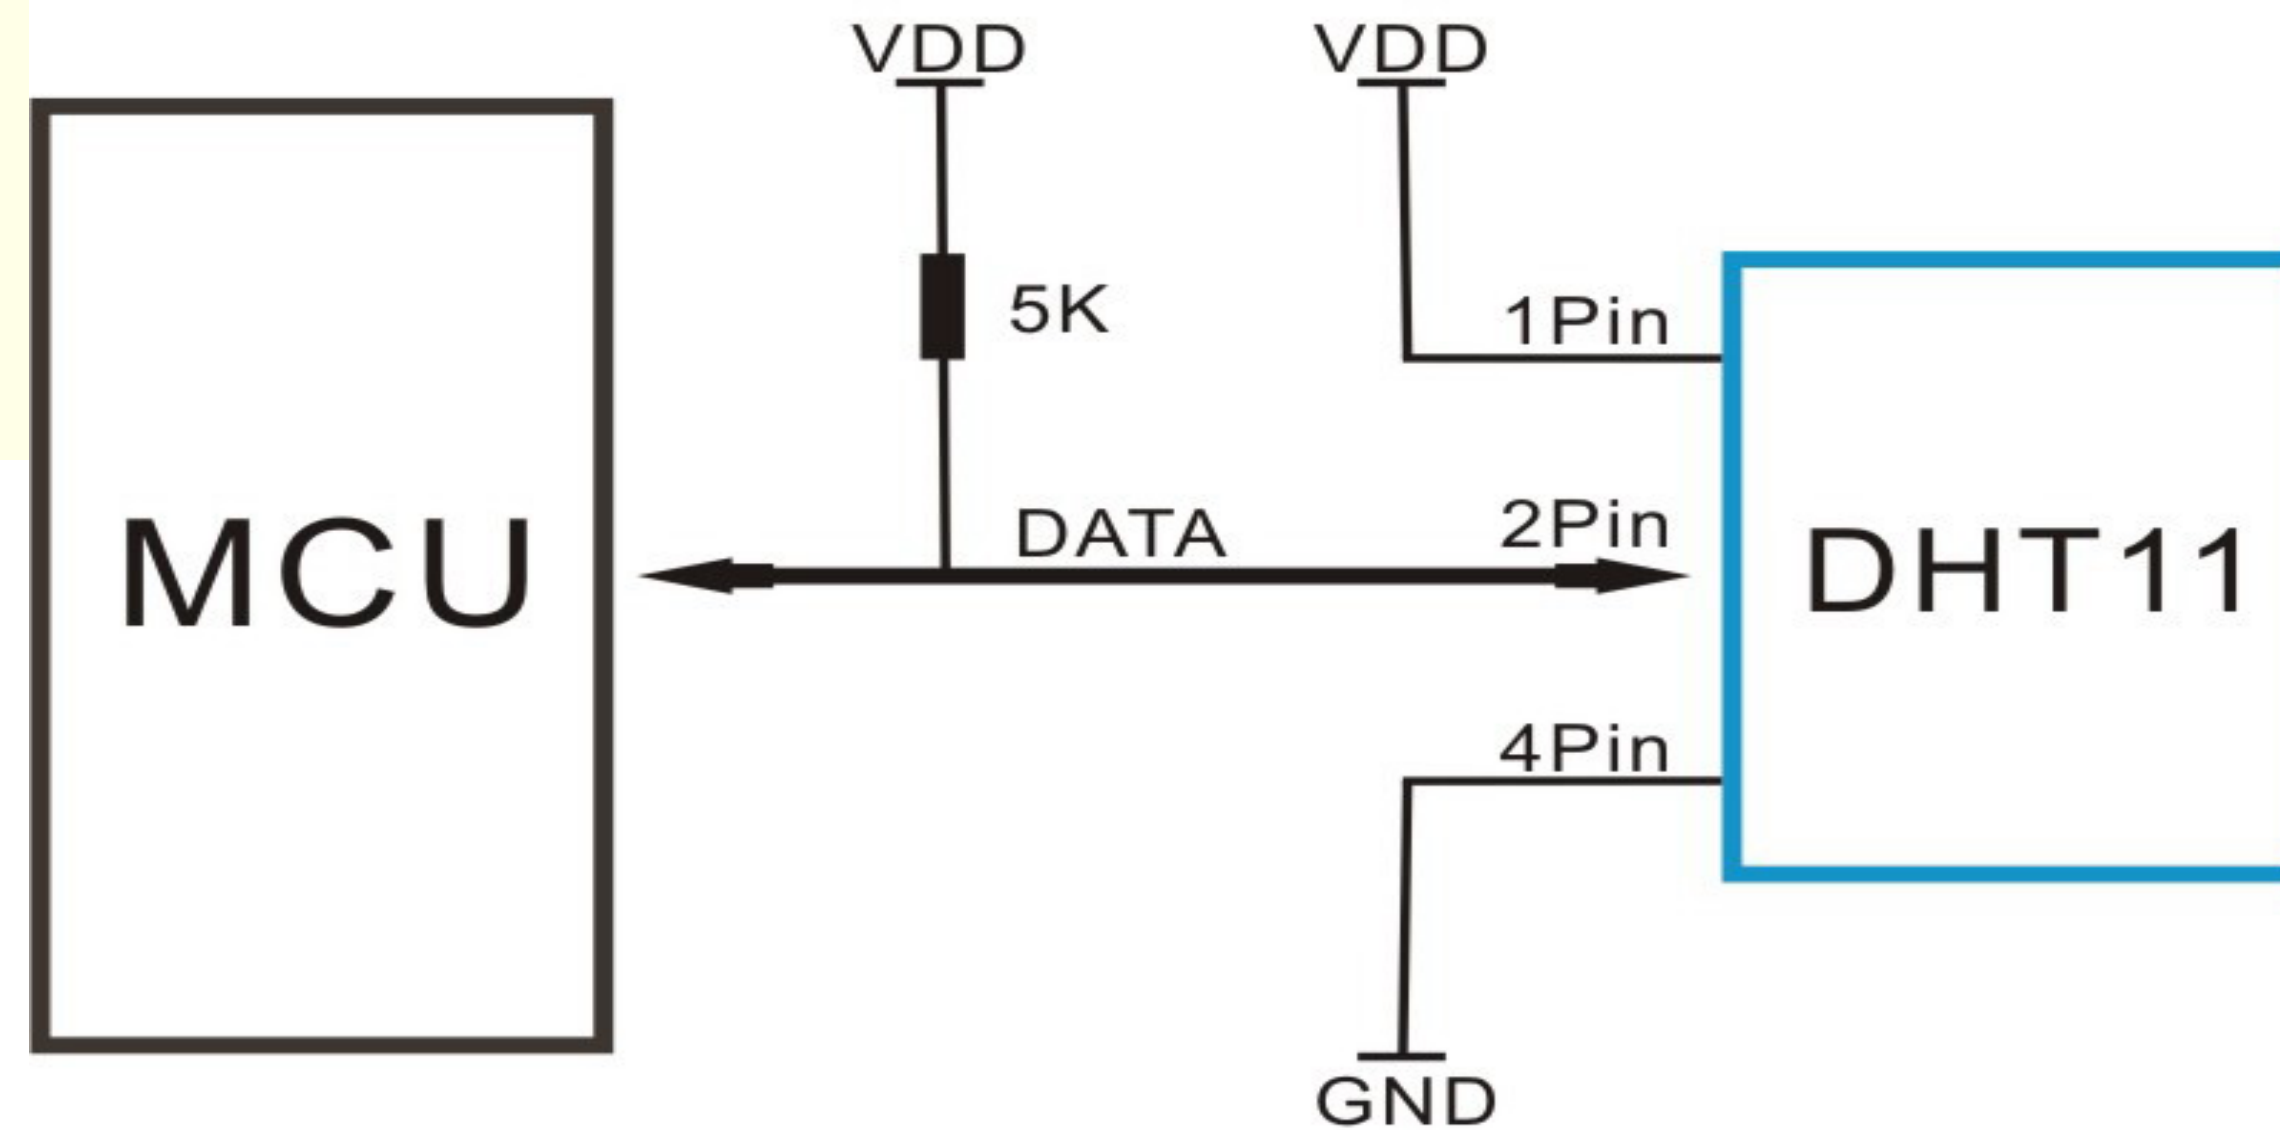 VDD
VDD
5K
1Pin
DATA
2Pin
MCU
DHT11
4Pin
GND